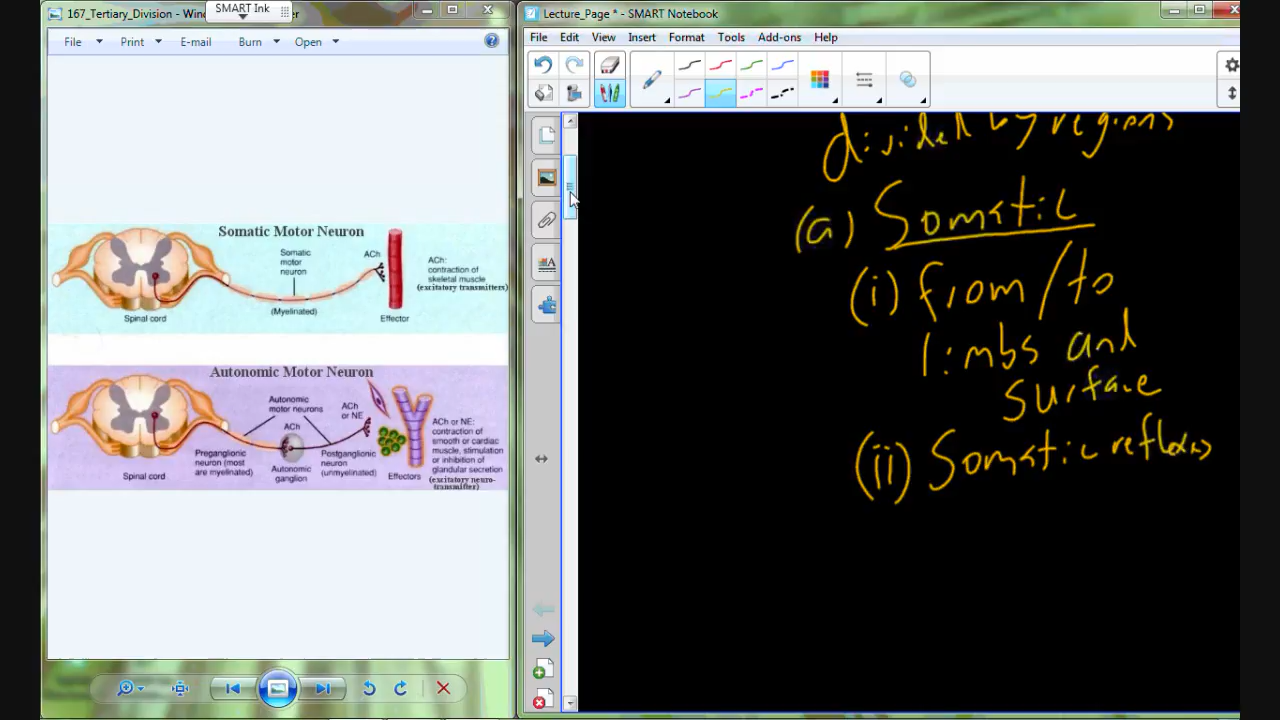 SMART Ink
167_Tertiary_Division - Wind
er
File Print E-mail Burn Open
Somatic Motor Neuron
Somatic
motor
neuron
ACh
ACh:
contraction of
skeletal muscle
(excitatory transmitters)
(Myelinated)
Spinal cord
Effector
Autonomic Motor Neuron
Autonomic
motor neurons
ACh
or NE
ACh
ACh or NE:
contraction of
smooth or cardiac
muscle, stimulation
or inhibition of
glandular secretion
(excitatory neuro-
transmitter)
Preganglionic
neuron (most
are myelinated)
Autonomic
ganglion
Postganglionic
neuron
(unmyelinated)
Spinal cord
Effectors
Lecture_Page * - SMART Notebook
File Edit View Insert Format Tools Add-ons Help
divided by regions
(a) Somatic
(i) from/to
limbs and
surface
(ii) Somatic reflexes